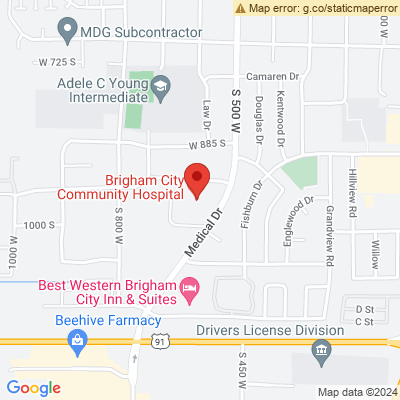 Map error: g.co/staticmaperror
MDG Subcontractor
W 725 S
S 500 W
00 W
Camaren Dr
Adele C Young
Intermediate
Law Dr
Douglas Dr
Kentwood Dr
W 885 S
Brigham City
Community Hospital
Hillview Rd
Fishburn Dr
Grandview Rd
Englewood Dr
1000 S
S 800 W
1000 W
Medical Dr
Willow
Best Western Brigham
City Inn & Suites
D St
C St
Beehive Farmacy
Drivers License Division
91
S 450 W
Google
Map data ©2024